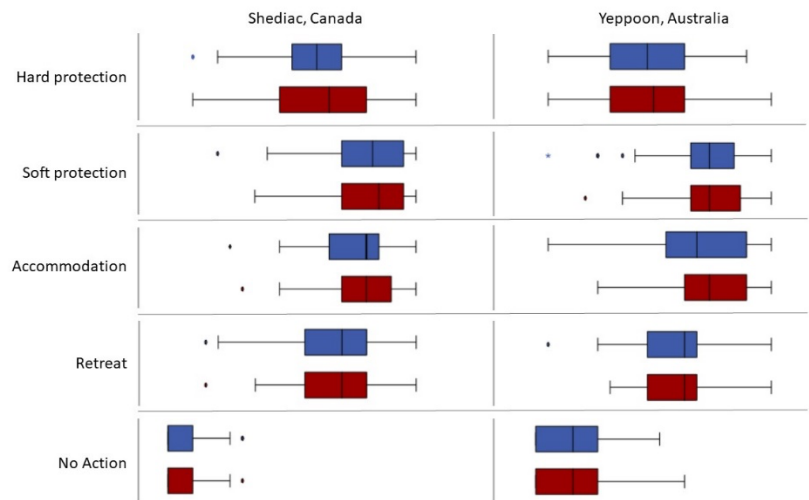 Shediac, Canada
Yeppoon, Australia
Hard protection
Soft protection
Accommodation
Retreat
No Action